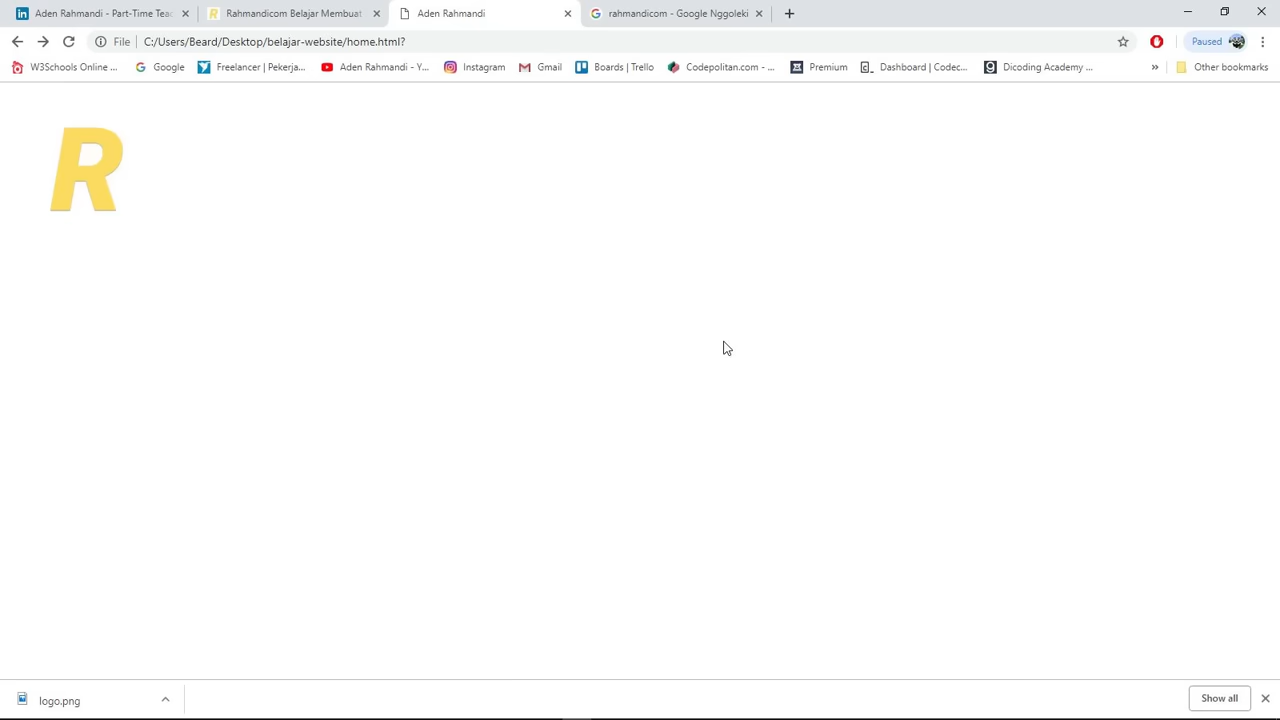 Aden Rahmandi - Part-Time Teac
Rahmandicom Belajar Membuat
Aden Rahmandi
rahmandicom - Google Nggoleki
File
C:/Users/Beard/Desktop/belajar-website/home.html?
Paused
W3Schools Online ...
Google
Freelancer | Pekerja...
Aden Rahmandi - Y...
Instagram
Gmail
Boards | Trello
Codepolitan.com - ...
Premium
Dashboard | Codec...
Dicoding Academy ...
Other bookmarks
R
logo.png
Show all